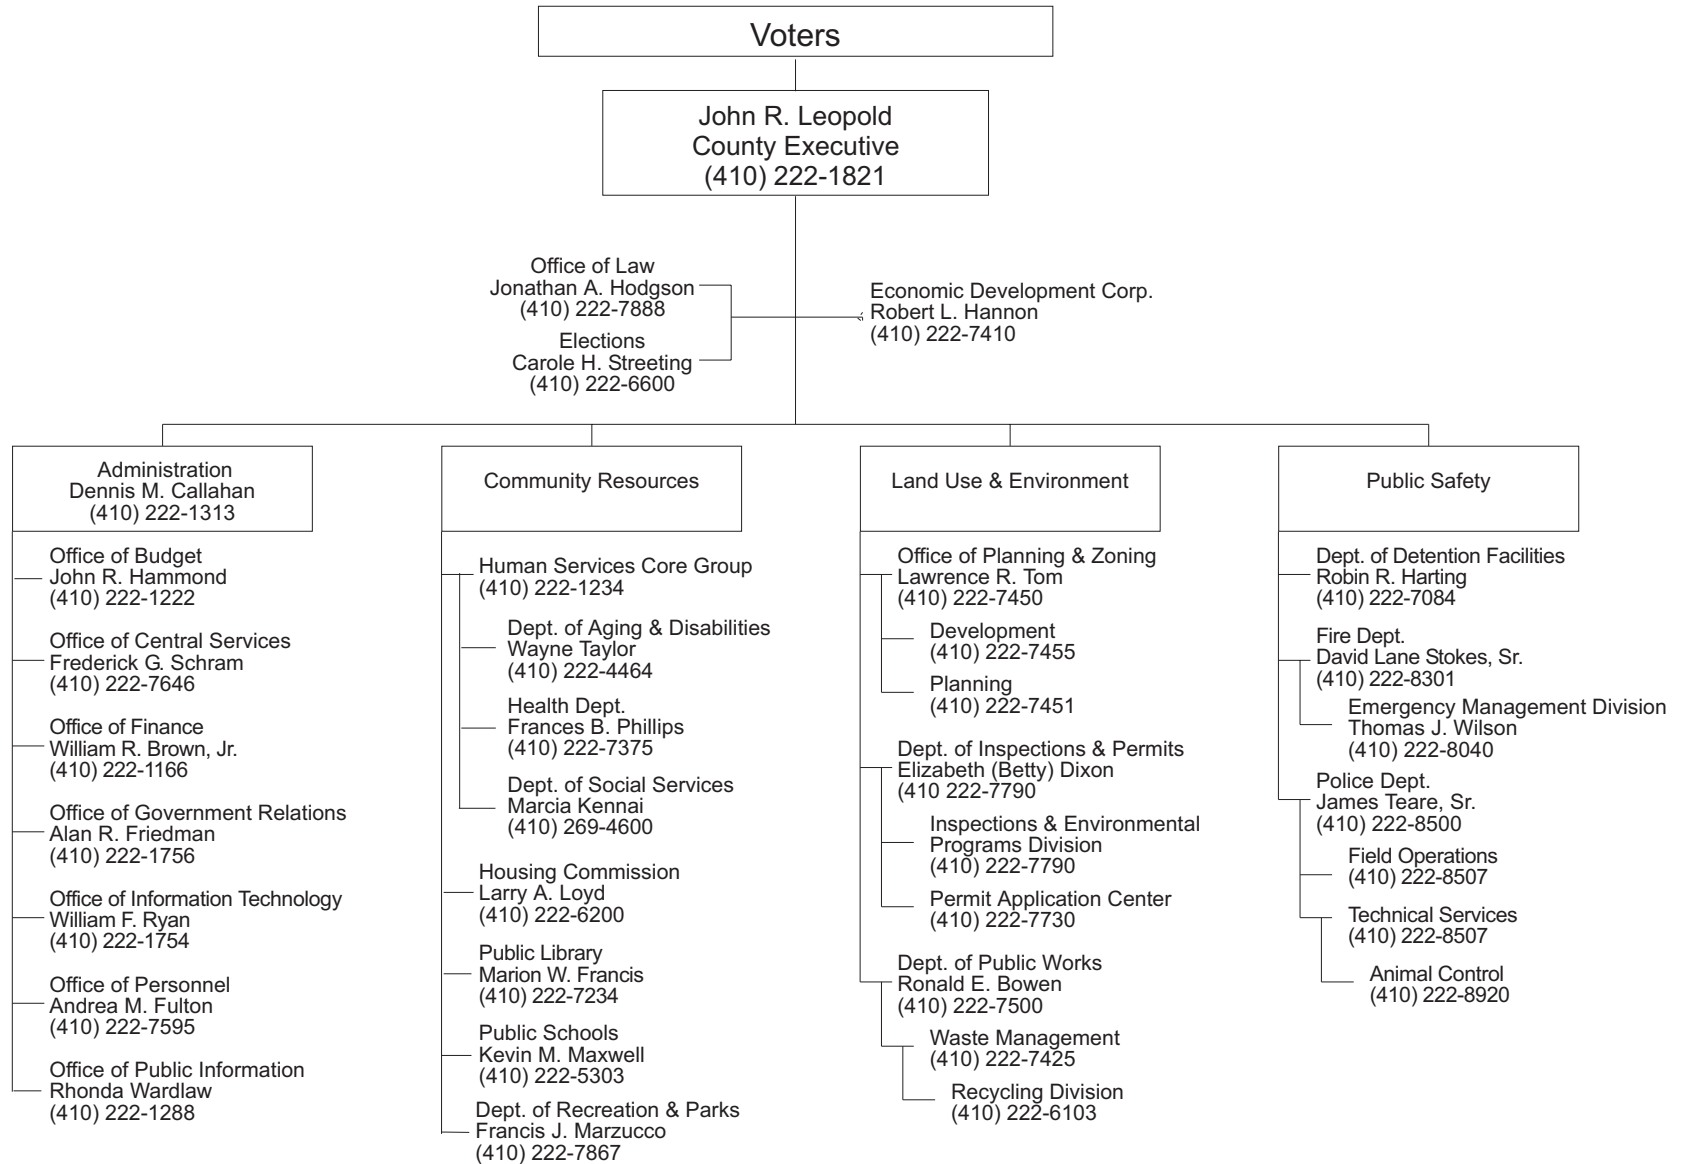 Voters
John R. Leopold
County Executive
(410) 222-1821
Office of Law
Jonathan A. Hodgson
(410) 222-7888
Elections
Carole H. Streeting
(410) 222-6600
Economic Development Corp.
Robert L. Hannon
(410) 222-7410
Administration
Dennis M. Callahan
(410) 222-1313
Office of Budget
John R. Hammond
(410) 222-1222
Office of Central Services
Frederick G. Schram
(410) 222-7646
Office of Finance
William R. Brown, Jr.
(410) 222-1166
Office of Government Relations
Alan R. Friedman
(410) 222-1756
Office of Information Technology
William F. Ryan
(410) 222-1754
Office of Personnel
Andrea M. Fulton
(410) 222-7595
Office of Public Information
Rhonda Wardlaw
(410) 222-1288
Community Resources
Human Services Core Group
(410) 222-1234
Dept. of Aging & Disabilities
Wayne Taylor
(410) 222-4464
Health Dept.
Frances B. Phillips
(410) 222-7375
Dept. of Social Services
Marcia Kennai
(410) 269-4600
Housing Commission
Larry A. Loyd
(410) 222-6200
Public Library
Marion W. Francis
(410) 222-7234
Public Schools
Kevin M. Maxwell
(410) 222-5303
Dept. of Recreation & Parks
Francis J. Marzucco
(410) 222-7867
Land Use & Environment
Office of Planning & Zoning
Lawrence R. Tom
(410) 222-7450
Development
(410) 222-7455
Planning
(410) 222-7451
Dept. of Inspections & Permits
Elizabeth (Betty) Dixon
(410 222-7790
Inspections & Environmental
Programs Division
(410) 222-7790
Permit Application Center
(410) 222-7730
Dept. of Public Works
Ronald E. Bowen
(410) 222-7500
Waste Management
(410) 222-7425
Recycling Division
(410) 222-6103
Public Safety
Dept. of Detention Facilities
Robin R. Harting
(410) 222-7084
Fire Dept.
David Lane Stokes, Sr.
(410) 222-8301
Emergency Management Division
Thomas J. Wilson
(410) 222-8040
Police Dept.
James Teare, Sr.
(410) 222-8500
Field Operations
(410) 222-8507
Technical Services
(410) 222-8507
Animal Control
(410) 222-8920